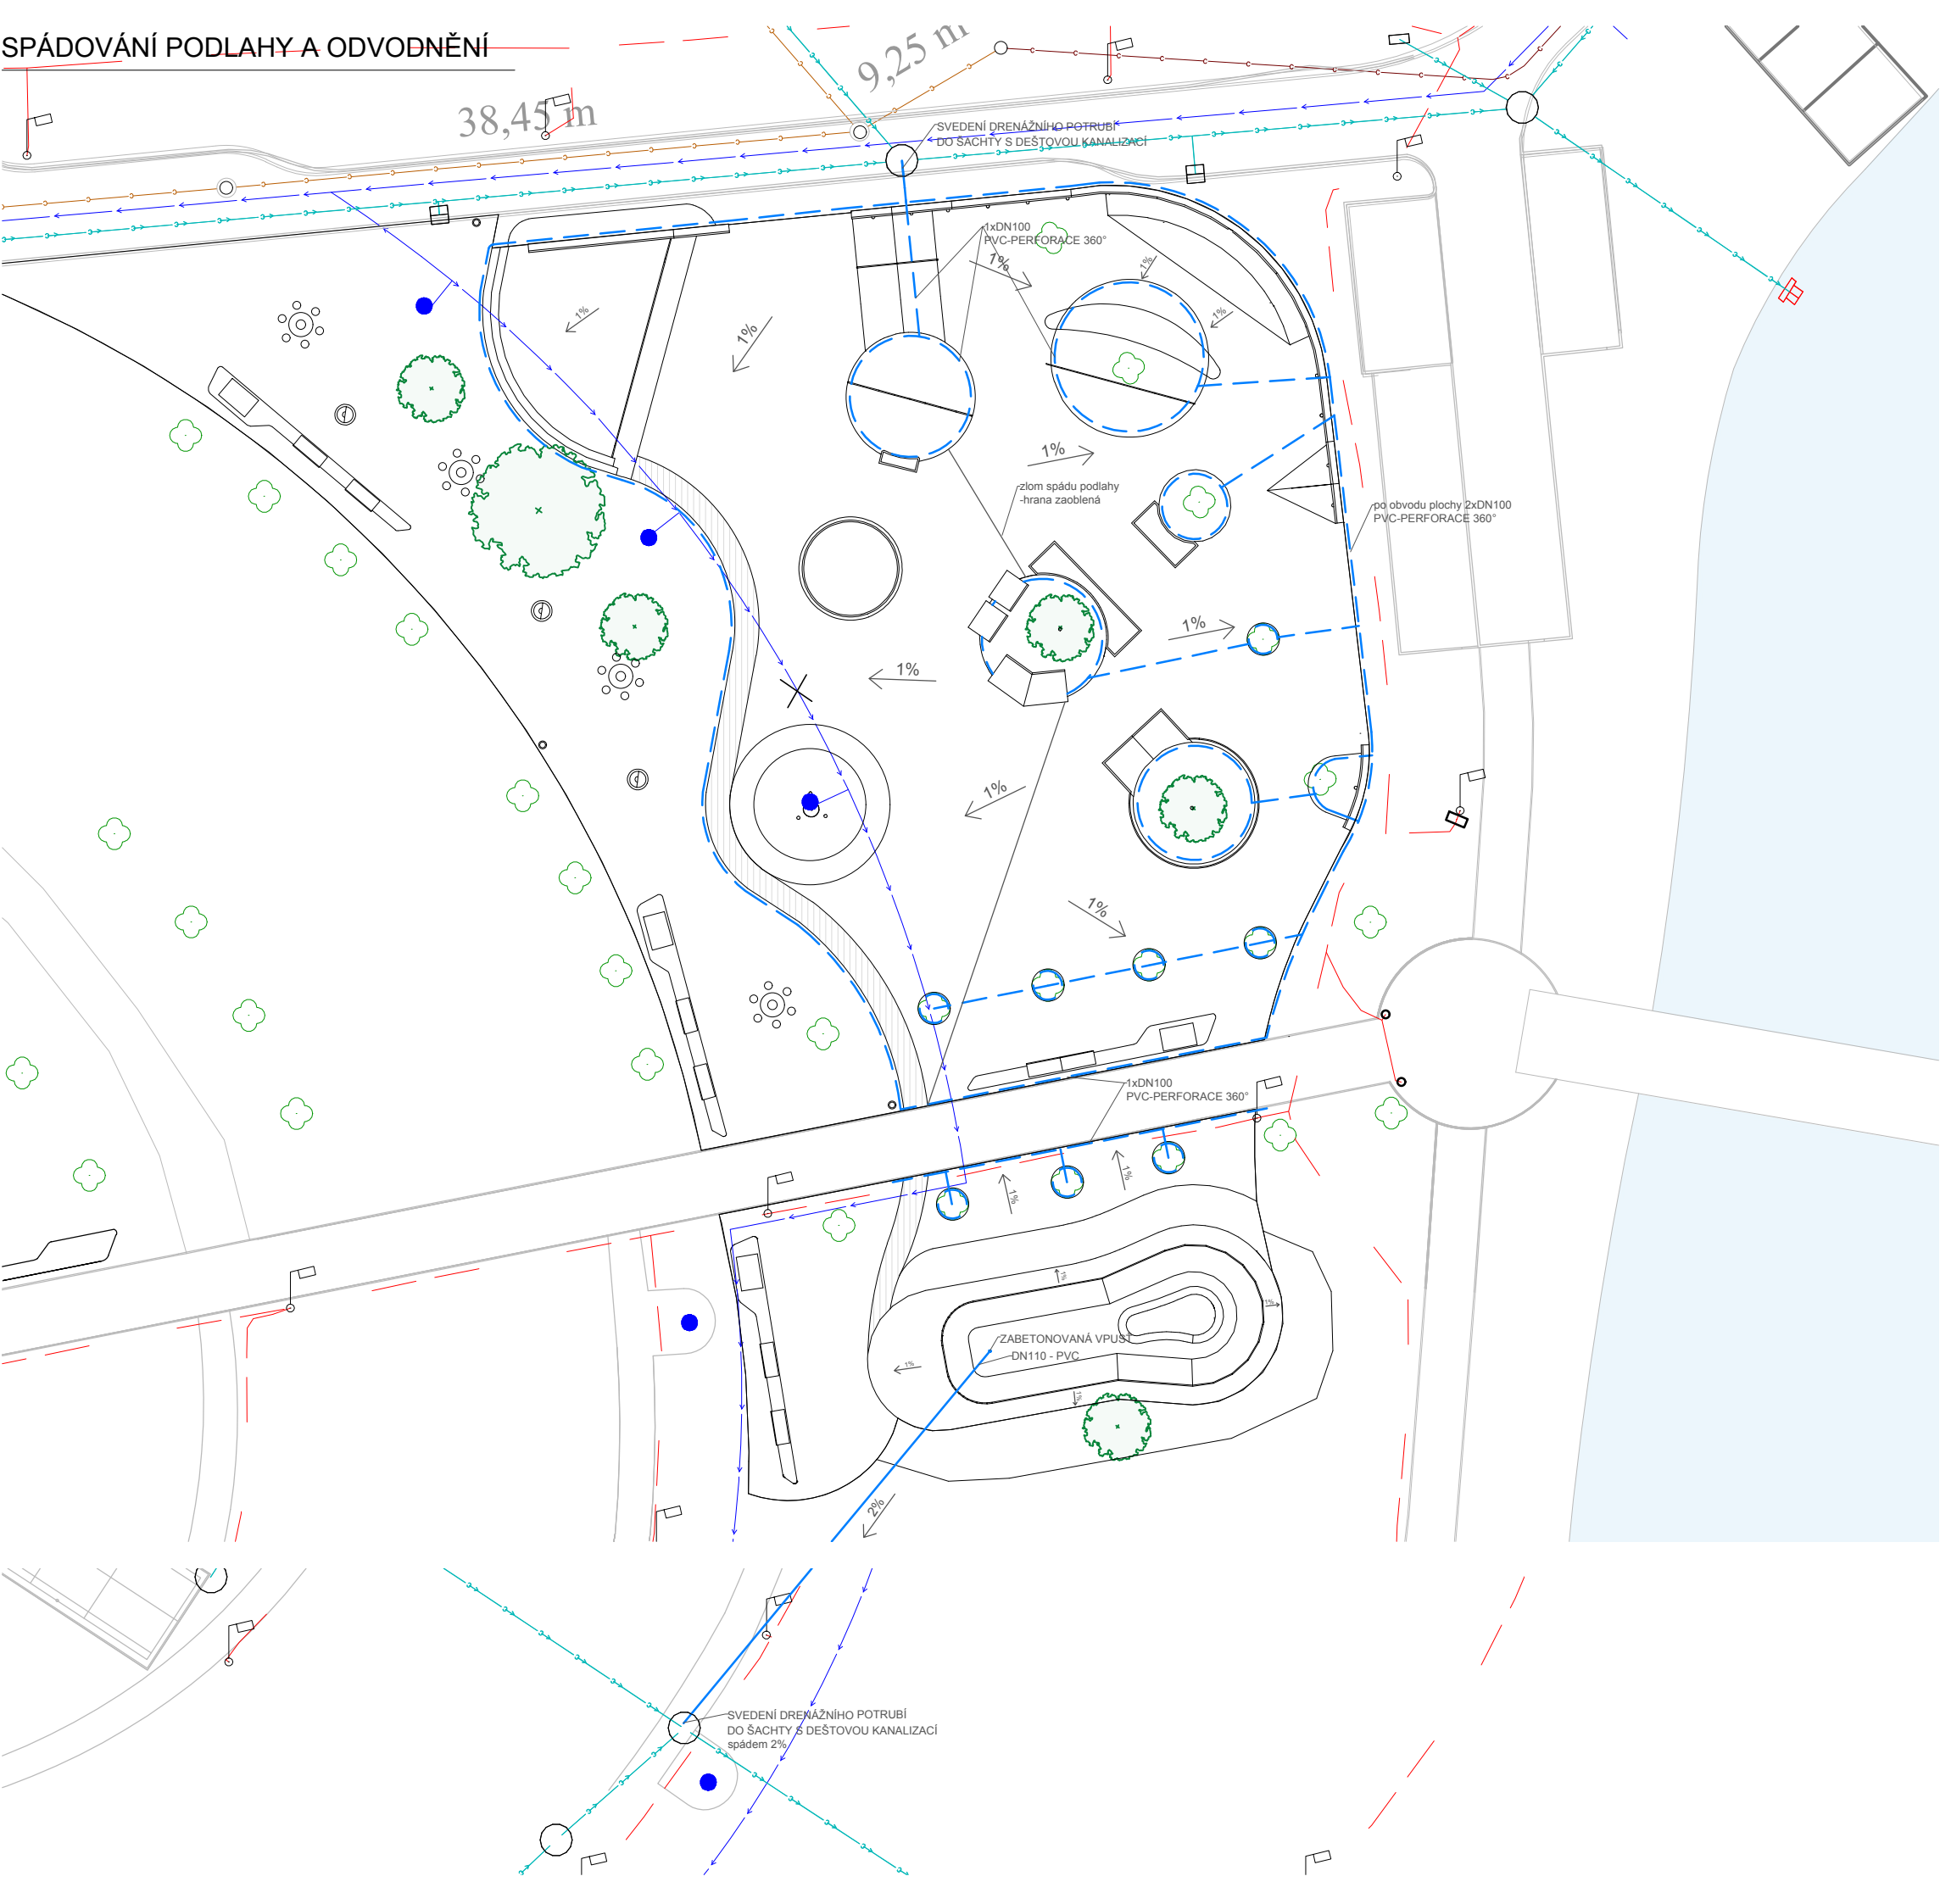 SPÁDOVÁNÍ PODLAHY A ODVODNĚNÍ
38,45 m
9,25 m
SVEDENÍ DRENÁŽNÍHO POTRUBÍ
DO ŠACHTY S DEŠTOVOU KANALIZACÍ
1xDN100
PVC-PERFORACE 360°
1%
1%
1%
1%
1%
1%
zlom spádu podlahy
-hrana zaoblená
po obvodu plochy 2xDN100
PVC-PERFORACE 360°
1%
1%
1%
1%
1xDN100
PVC-PERFORACE 360°
1%
1%
1%
1%
ZABETONOVANÁ VPUSŤ
DN110 - PVC
1%
1%
2%
SVEDENÍ DRENÁŽNÍHO POTRUBÍ
DO ŠACHTY S DEŠTOVOU KANALIZACÍ
spádem 2%